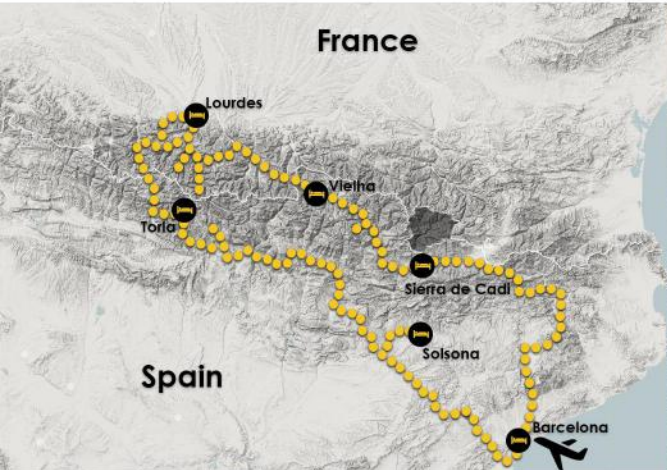 France
Lourdes
Vielha
Torla
Sierra de Cadi
Solsona
Spain
Barcelona